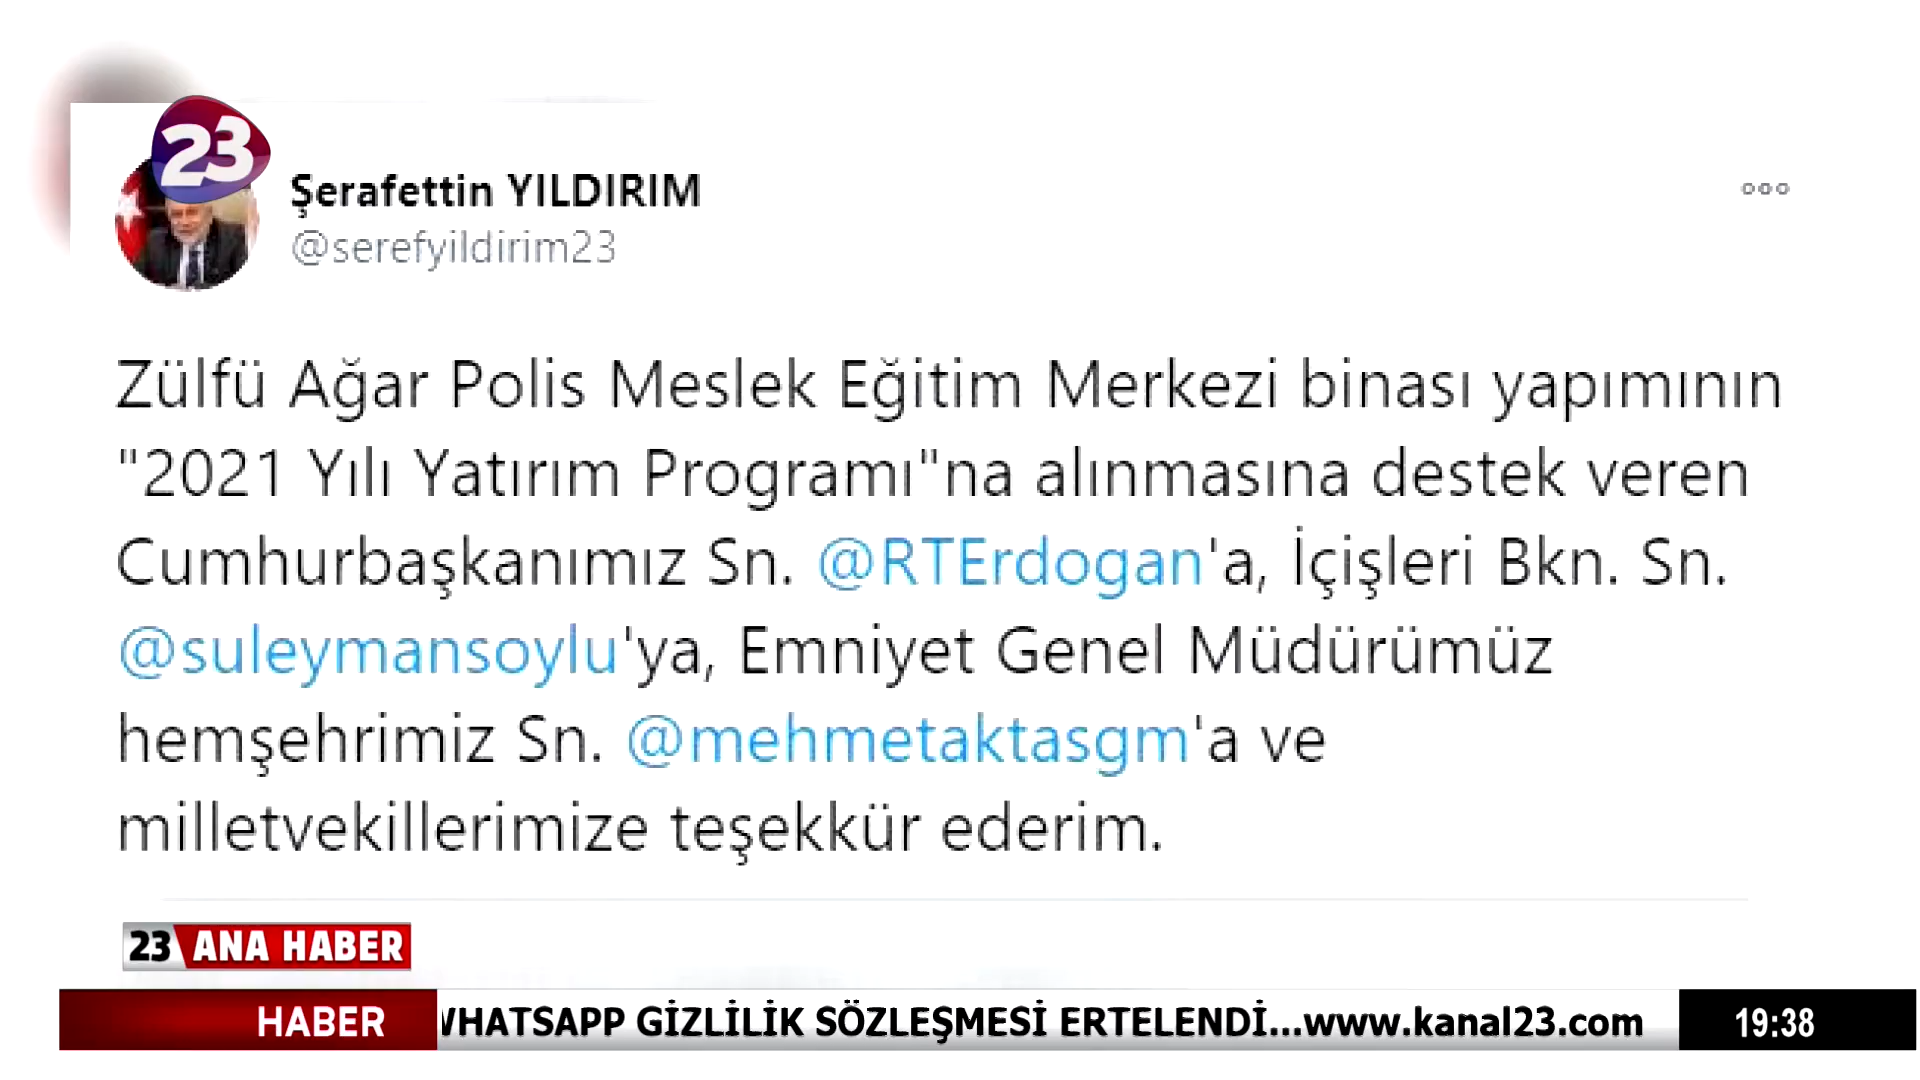 23
Şerafettin YILDIRIM
@serefyildirim23
Zülfü Ağar Polis Meslek Eğitim Merkezi binası yapımının
"2021 Yılı Yatırım Programı"na alınmasına destek veren
Cumhurbaşkanımız Sn. @RTErdogan'a, İçişleri Bkn. Sn.
@suleymansoylu'ya, Emniyet Genel Müdürümüz
hemşehrimiz Sn. @mehmetaktasgm'a ve
milletvekillerimize teşekkür ederim.
23 ANA HABER
HABER WHATSAPP GİZLİLİK SÖZLEŞMESİ ERTELENDİ...www.kanal23.com 19:38